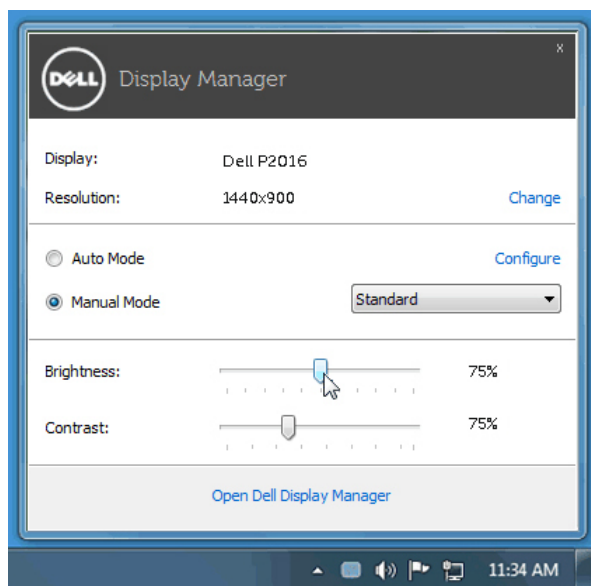 x
DELL Display Manager
Display: Dell P2016
Resolution: 1440x900 Change
Auto Mode Configure
Manual Mode Standard
Brightness: 75%
Contrast: 75%
Open Dell Display Manager
11:34 AM